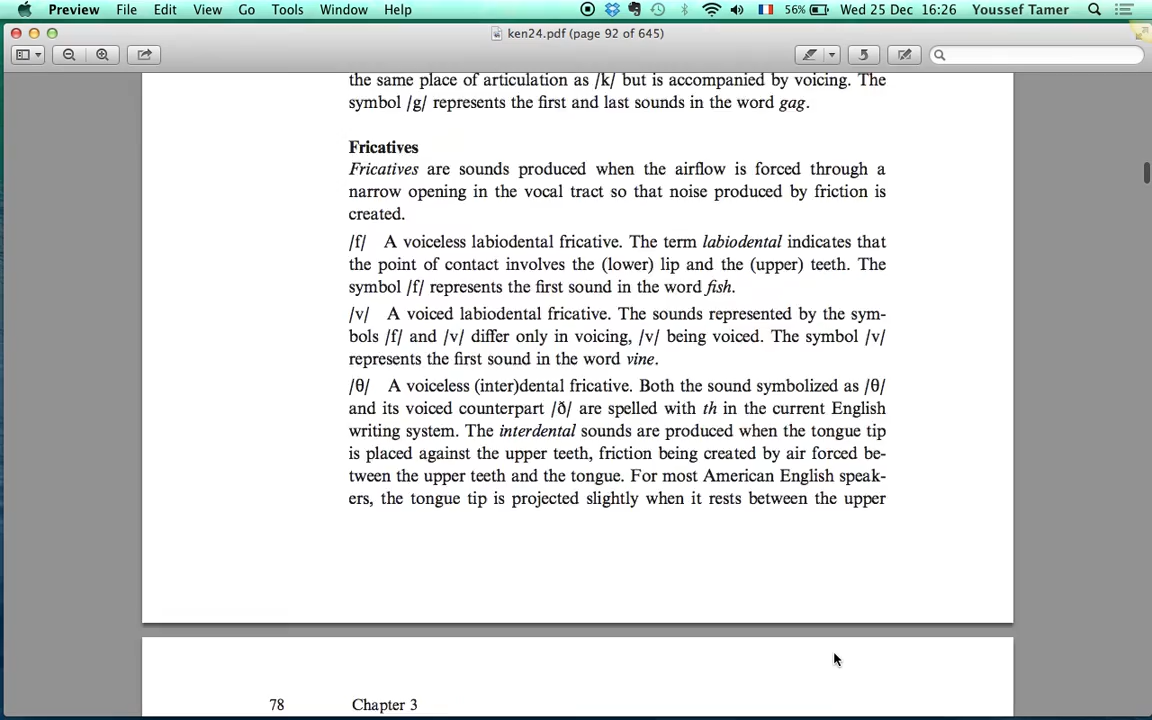 Preview File Edit View Go Tools Window Help 56% Wed 25 Dec 16:26 Youssef Tamer
ken24.pdf (page 92 of 645)
the same place of articulation as /k/ but is accompanied by voicing. The
symbol /g/ represents the first and last sounds in the word gag.
Fricatives
Fricatives are sounds produced when the airflow is forced through a
narrow opening in the vocal tract so that noise produced by friction is
created.
/f/ A voiceless labiodental fricative. The term labiodental indicates that
the point of contact involves the (lower) lip and the (upper) teeth. The
symbol /f/ represents the first sound in the word fish.
/v/ A voiced labiodental fricative. The sounds represented by the sym-
bols /f/ and /v/ differ only in voicing, /v/ being voiced. The symbol /v/
represents the first sound in the word vine.
/θ/ A voiceless (inter)dental fricative. Both the sound symbolized as /θ/
and its voiced counterpart /ð/ are spelled with th in the current English
writing system. The interdental sounds are produced when the tongue tip
is placed against the upper teeth, friction being created by air forced be-
tween the upper teeth and the tongue. For most American English speak-
ers, the tongue tip is projected slightly when it rests between the upper
78 Chapter 3